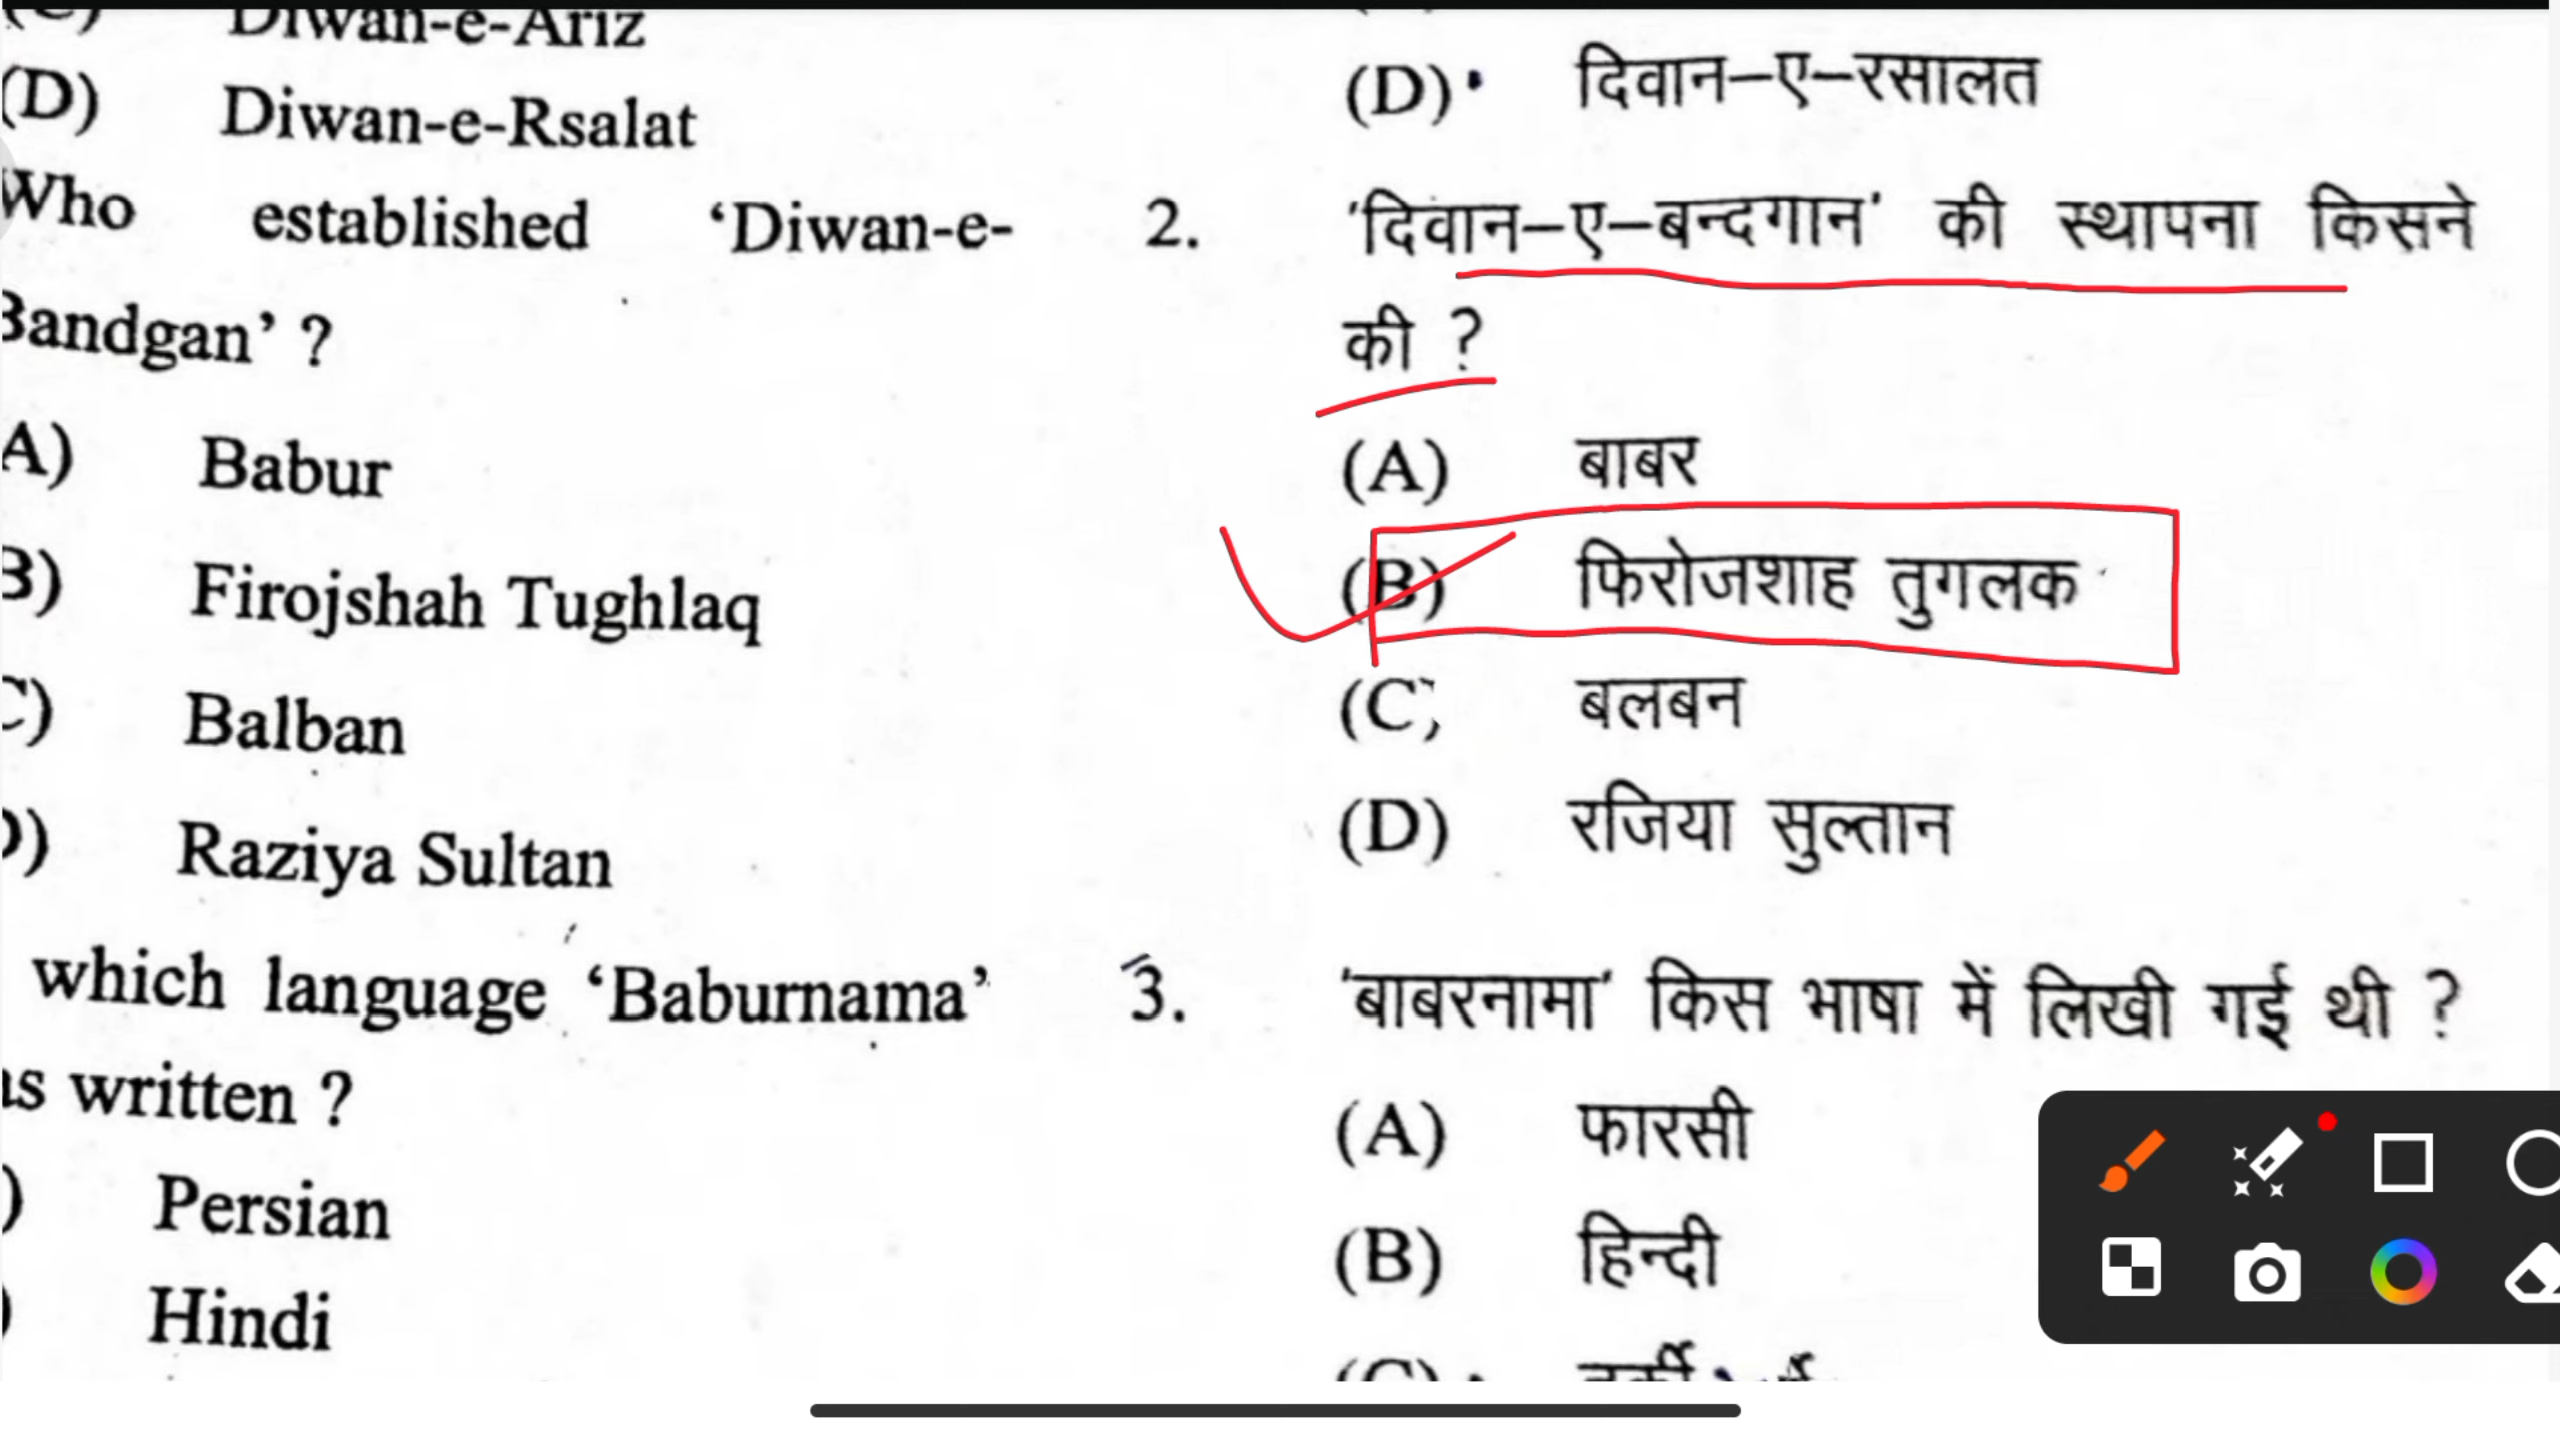 Diwan-e-Ariz
(D) Diwan-e-Rsalat
Who established ‘Diwan-e-
Bandgan’ ?
A) Babur
B) Firojshah Tughlaq
C) Balban
D) Raziya Sultan
which language ‘Baburnama’
as written ?
) Persian
) Hindi
(D) दिवान–ए–रसालत
2. ‘दिवान–ए–बन्दगान’ की स्थापना किसने
की ?
(A) बाबर
(B) फिरोजशाह तुगलक
(C) बलबन
(D) रजिया सुल्तान
3. ‘बाबरनामा’ किस भाषा में लिखी गई थी ?
(A) फारसी
(B) हिन्दी